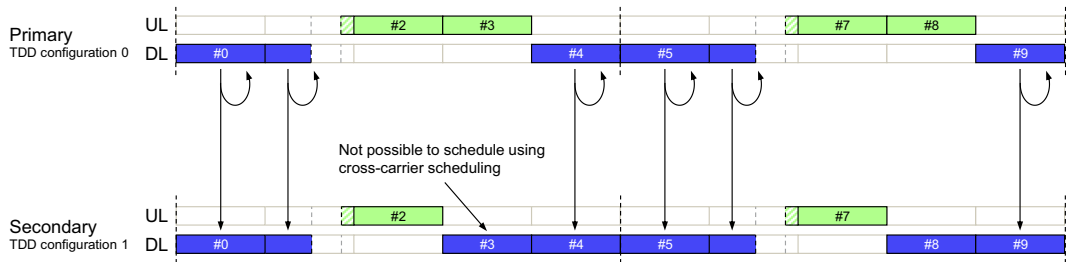 UL #2 #3 #7 #8
Primary
TDD configuration 0
DL #0 #4 #5 #9
Not possible to schedule using
cross-carrier scheduling
UL #2 #7
Secondary
TDD configuration 1
DL #0 #3 #4 #5 #8 #9